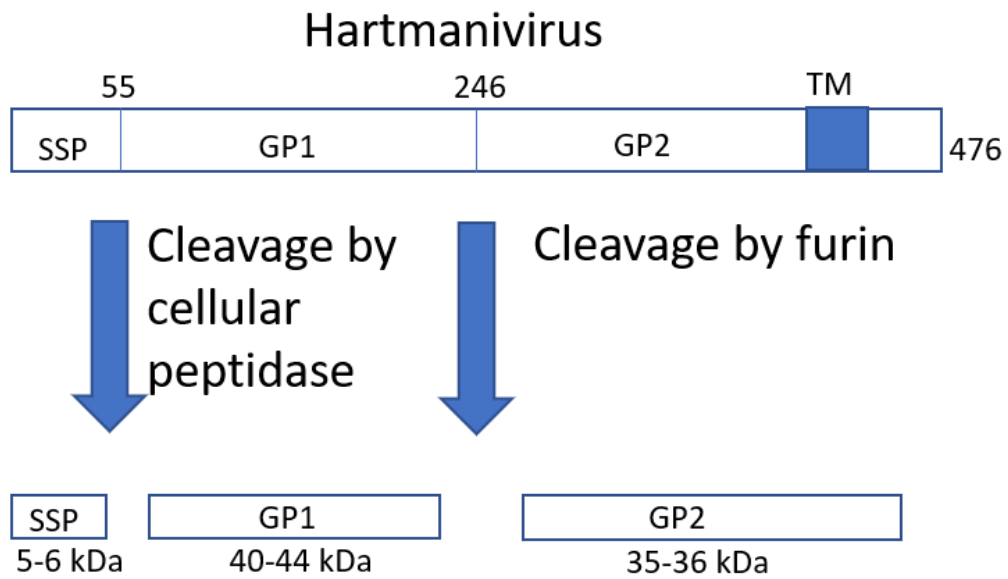 Hartmanivirus
55 246 TM
SSP GP1 GP2 476
Cleavage by
cellular
peptidase
Cleavage by furin
SSP GP1 GP2
5-6 kDa 40-44 kDa 35-36 kDa